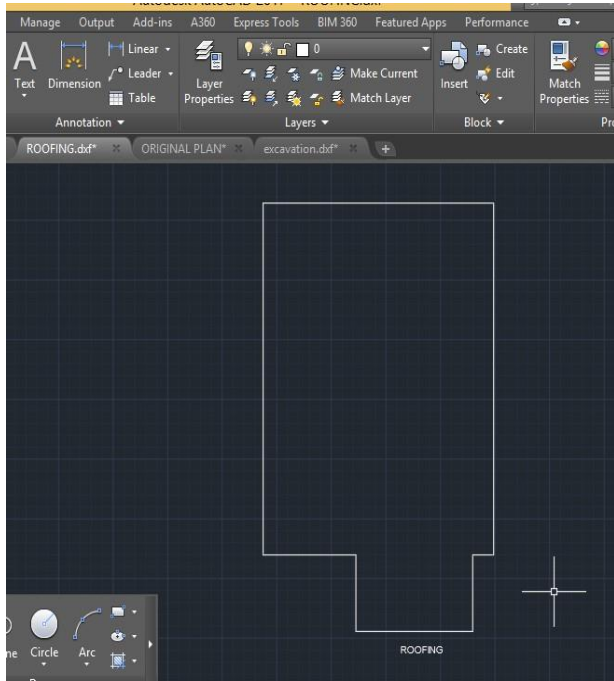 Manage Output Add-ins A360 Express Tools BIM 360 Featured Apps Performance
Linear
Leader
Table
Text
Dimension
Annotation
Layer
Properties
0
Make Current
Match Layer
Layers
Create
Edit
Insert
Block
Match
Properties
ROOFING.dxf* ORIGINAL PLAN* excavation.dxf*
Circle Arc
ROOFING